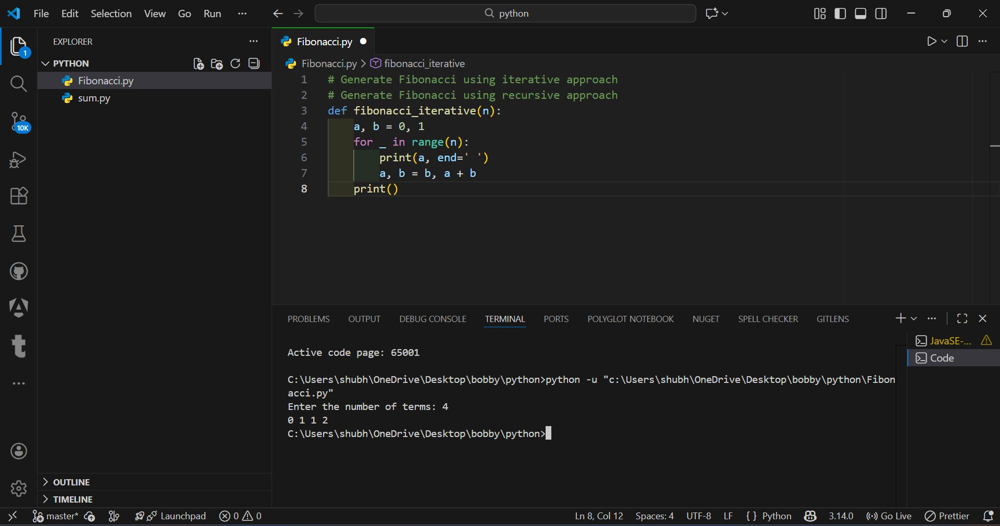 File Edit Selection View Go Run ···
python
EXPLORER
PYTHON
Fibonacci.py
sum.py
1
10K
Fibonacci.py
Fibonacci.py > fibonacci_iterative
1 # Generate Fibonacci using iterative approach
2 # Generate Fibonacci using recursive approach
3 def fibonacci_iterative(n):
4     a, b = 0, 1
5     for _ in range(n):
6         print(a, end=' ')
7         a, b = b, a + b
8     print()
PROBLEMS OUTPUT DEBUG CONSOLE TERMINAL PORTS POLYGLOT NOTEBOOK NUGET SPELL CHECKER GITLENS
Active code page: 65001
C:\Users\shubh\OneDrive\Desktop\bobby\python>python -u "c:\Users\shubh\OneDrive\Desktop\bobby\python\Fibon
acci.py"
Enter the number of terms: 4
0 1 1 2
C:\Users\shubh\OneDrive\Desktop\bobby\python>
JavaSE-...
Code
OUTLINE
TIMELINE
master* Launchpad 0 0 Ln 8, Col 12 Spaces: 4 UTF-8 LF { } Python 3.14.0 Go Live Prettier